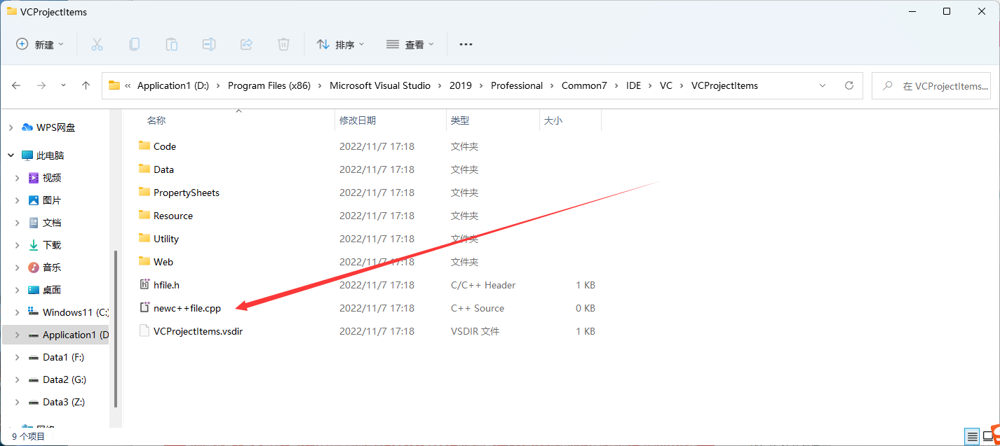 VCProjectItems
新建
排序
查看
« Application1 (D:) › Program Files (x86) › Microsoft Visual Studio › 2019 › Professional › Common7 › IDE › VC › VCProjectItems
在 VCProjectItems...
WPS网盘
此电脑
视频
图片
文档
下载
音乐
桌面
Windows11 (C:)
Application1 (D
Data1 (F:)
Data2 (G:)
Data3 (Z:)
网络
名称 修改日期 类型 大小
Code 2022/11/7 17:18 文件夹
Data 2022/11/7 17:18 文件夹
PropertySheets 2022/11/7 17:18 文件夹
Resource 2022/11/7 17:18 文件夹
Utility 2022/11/7 17:18 文件夹
Web 2022/11/7 17:18 文件夹
hfile.h 2022/11/7 17:18 C/C++ Header 1 KB
newc++file.cpp 2022/11/7 17:18 C++ Source 0 KB
VCProjectItems.vsdir 2022/11/7 17:18 VSDIR 文件 1 KB
9 个项目